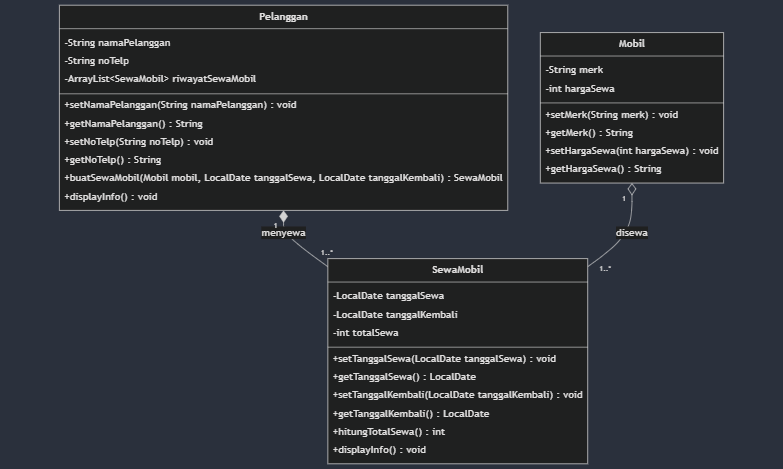 Pelanggan
-String namaPelanggan
-String noTelp
-ArrayList<SewaMobil> riwayatSewaMobil
+setNamaPelanggan(String namaPelanggan) : void
+getNamaPelanggan() : String
+setNoTelp(String noTelp) : void
+getNoTelp() : String
+buatSewaMobil(Mobil mobil, LocalDate tanggalSewa, LocalDate tanggalKembali) : SewaMobil
+displayInfo() : void
Mobil
-String merk
-int hargaSewa
+setMerk(String merk) : void
+getMerk() : String
+setHargaSewa(int hargaSewa) : void
+getHargaSewa() : String
1
menyewa
1..*
1
disewa
1..*
SewaMobil
-LocalDate tanggalSewa
-LocalDate tanggalKembali
-int totalSewa
+setTanggalSewa(LocalDate tanggalSewa) : void
+getTanggalSewa() : LocalDate
+setTanggalKembali(LocalDate tanggalKembali) : void
+getTanggalKembali() : LocalDate
+hitungTotalSewa() : int
+displayInfo() : void